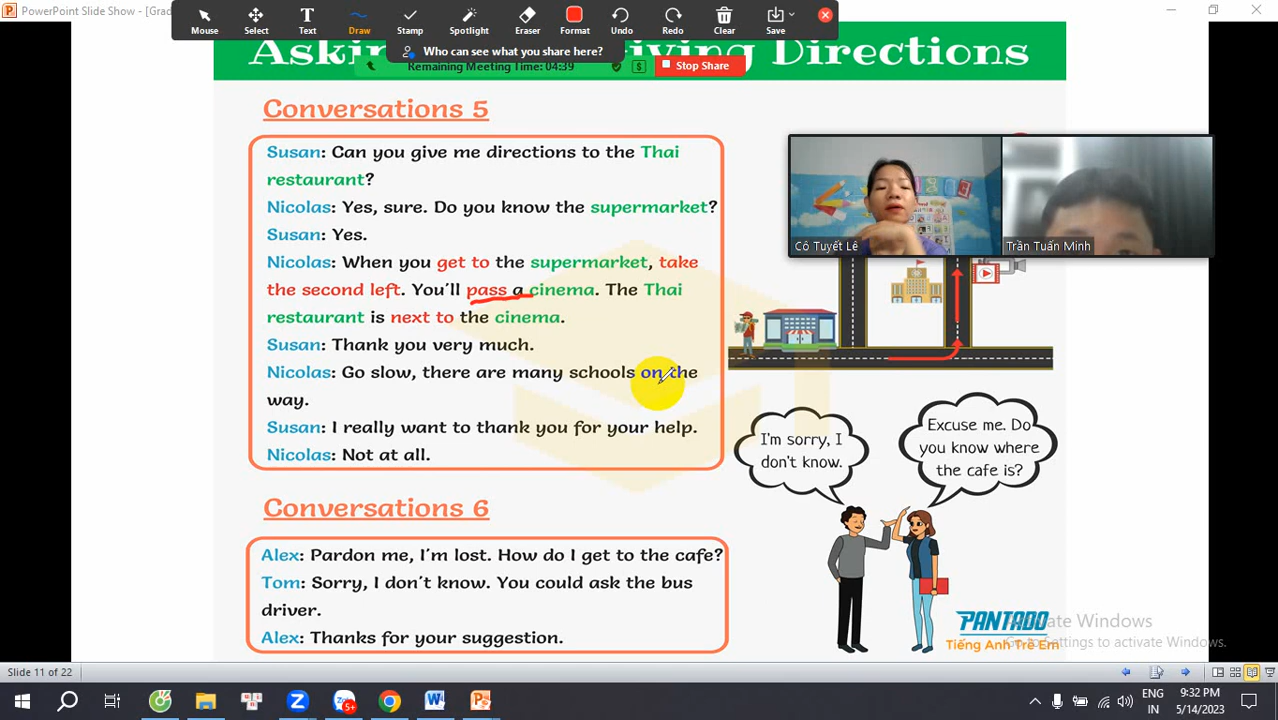 PowerPoint Slide Show - [Grad
Mouse Select Text Draw Stamp Spotlight Eraser Format Undo Redo Clear Save
Who can see what you share here?
Remaining Meeting Time: 04:39 Stop Share
Directions
Conversations 5
Susan: Can you give me directions to the Thai
restaurant?
Nicolas: Yes, sure. Do you know the supermarket?
Susan: Yes.
Nicolas: When you get to the supermarket, take
the second left. You'll pass a cinema. The Thai
restaurant is next to the cinema.
Susan: Thank you very much.
Nicolas: Go slow, there are many schools on the
way.
Susan: I really want to thank you for your help.
Nicolas: Not at all.
Cô Tuyết Lê
Trần Tuấn Minh
I'm sorry, I
don't know.
Excuse me. Do
you know where
the cafe is?
Conversations 6
Alex: Pardon me, I'm lost. How do I get to the cafe?
Tom: Sorry, I don't know. You could ask the bus
driver.
Alex: Thanks for your suggestion.
PANTADO
Tiếng Anh Trẻ Em
Activate Windows
Go to Settings to activate Windows.
Slide 11 of 22
5+
ENG
IN
9:32 PM
5/14/2023